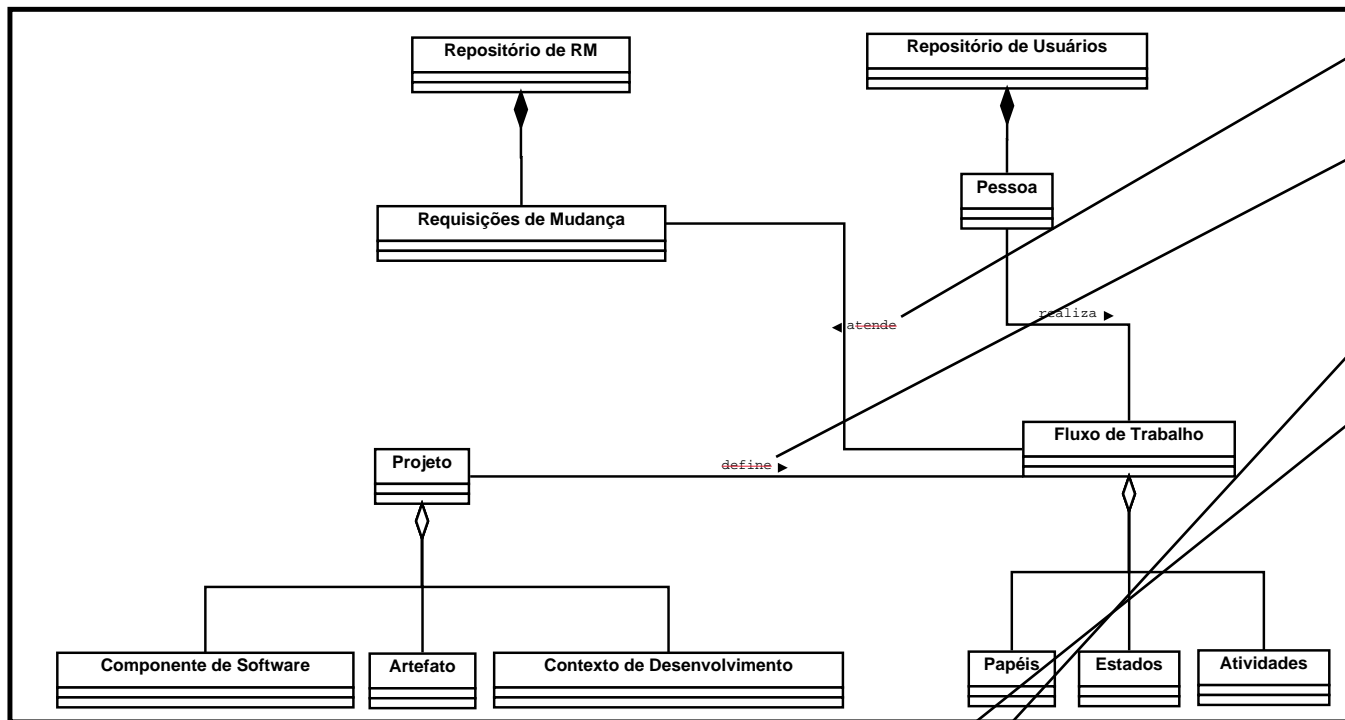 Repositório de RM
Repositório de Usuários
Pessoa
Requisições de Mudança
realiza
atende
Fluxo de Trabalho
Projeto
define
Componente de Software
Artefato
Contexto de Desenvolvimento
Papéis
Estados
Atividades